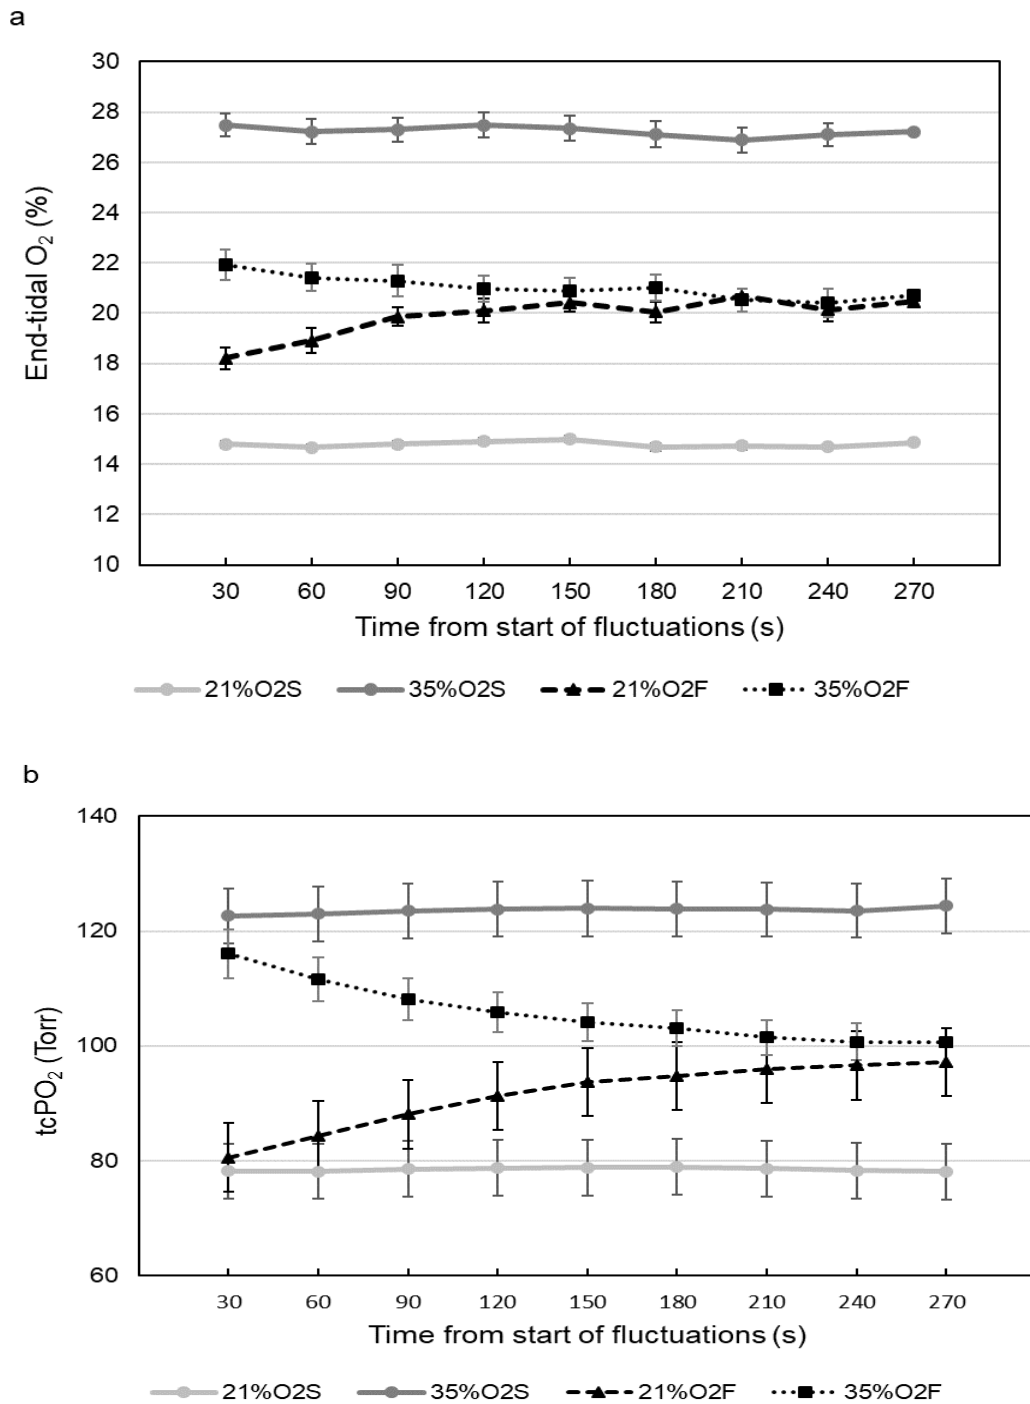 a
30
28
26
24
22
20
18
16
14
12
10
End-tidal O₂ (%)
30 60 90 120 150 180 210 240 270
Time from start of fluctuations (s)
21%O2S 35%O2S 21%O2F 35%O2F
b
140
120
100
80
60
tcPO₂ (Torr)
30 60 90 120 150 180 210 240 270
Time from start of fluctuations (s)
21%O2S 35%O2S 21%O2F 35%O2F